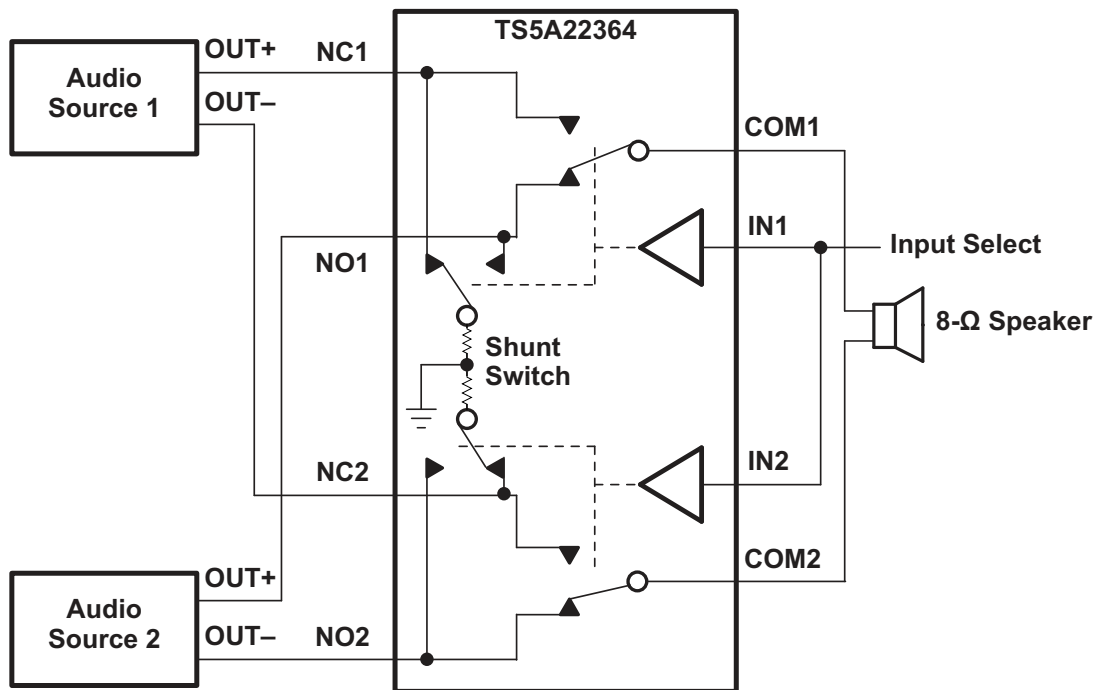 TS5A22364
OUT+
NC1
Audio
Source 1
OUT–
COM1
IN1
Input Select
NO1
8-Ω Speaker
Shunt
Switch
NC2
IN2
COM2
OUT+
Audio
Source 2
OUT–
NO2